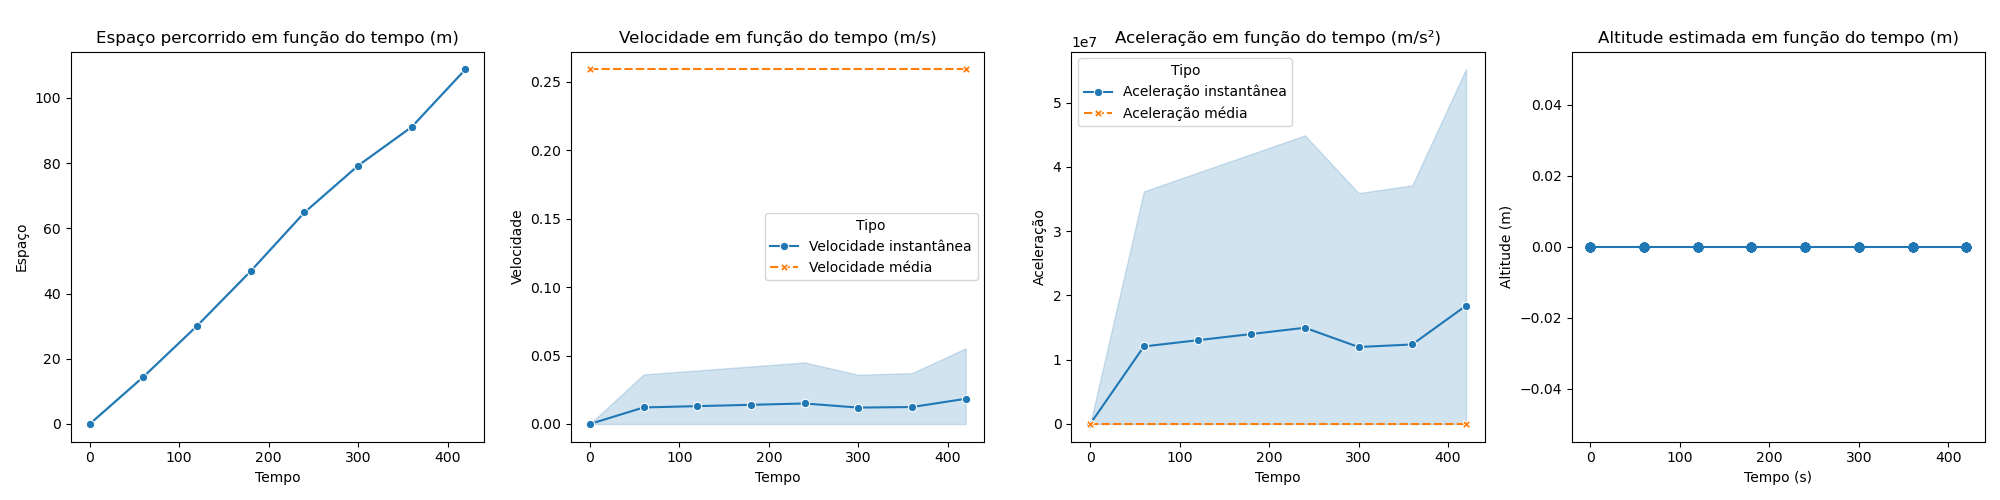 Espaço percorrido em função do tempo (m)
Espaço
100
80
60
40
20
0
0 100 200 300 400
Tempo
Velocidade em função do tempo (m/s)
Velocidade
0.25
0.20
0.15
0.10
0.05
0.00
Tipo
Velocidade instantânea
Velocidade média
0 100 200 300 400
Tempo
Aceleração em função do tempo (m/s²)
1e7
Aceleração
5
4
3
2
1
0
Tipo
Aceleração instantânea
Aceleração média
0 100 200 300 400
Tempo
Altitude estimada em função do tempo (m)
Altitude (m)
0.04
0.02
0.00
−0.02
−0.04
0 100 200 300 400
Tempo (s)